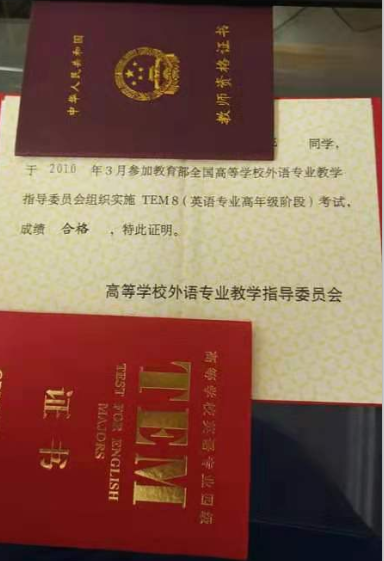 中华人民共和国
教师资格证书
同学，
于 2010 年3月参加教育部全国高等学校外语专业教学
指导委员会组织实施 TEM8（英语专业高年级阶段）考试，
成绩 合格 ，特此证明。
高等学校外语专业教学指导委员会
高等学校英语专业四级
TEM
TEST FOR ENGLISH
MAJORS
证书